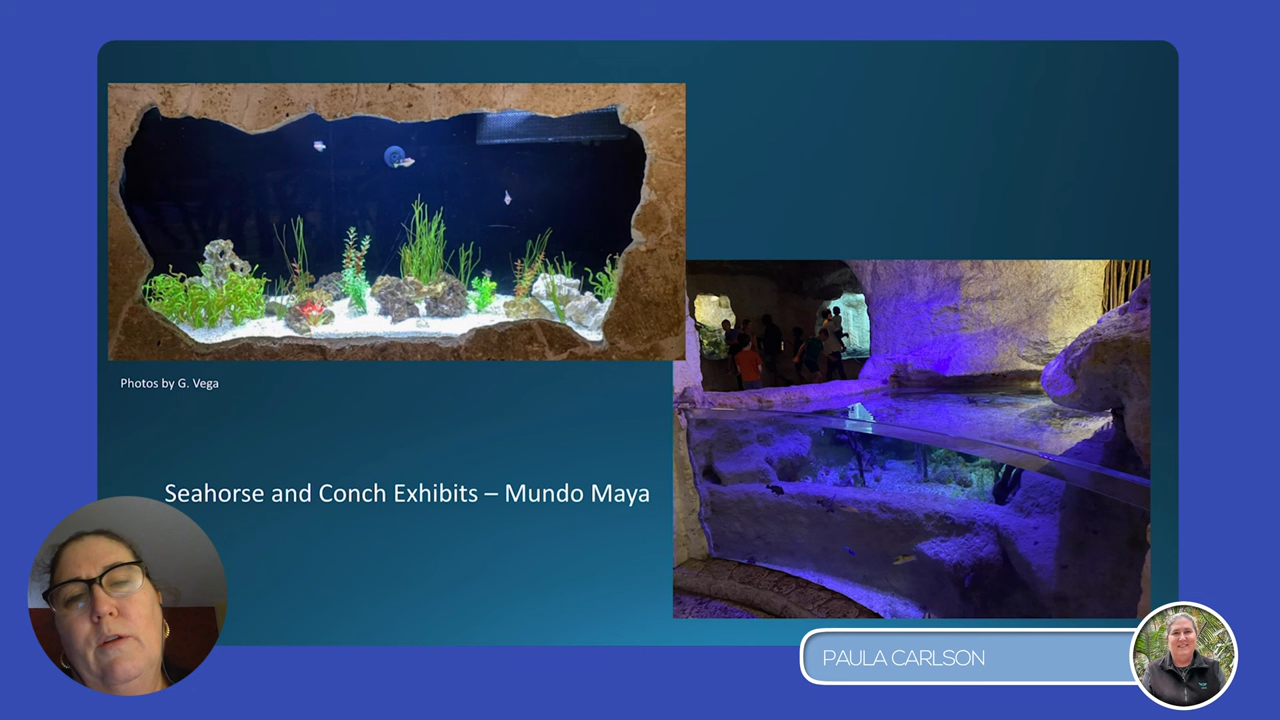 Photos by G. Vega
Seahorse and Conch Exhibits – Mundo Maya
PAULA CARLSON